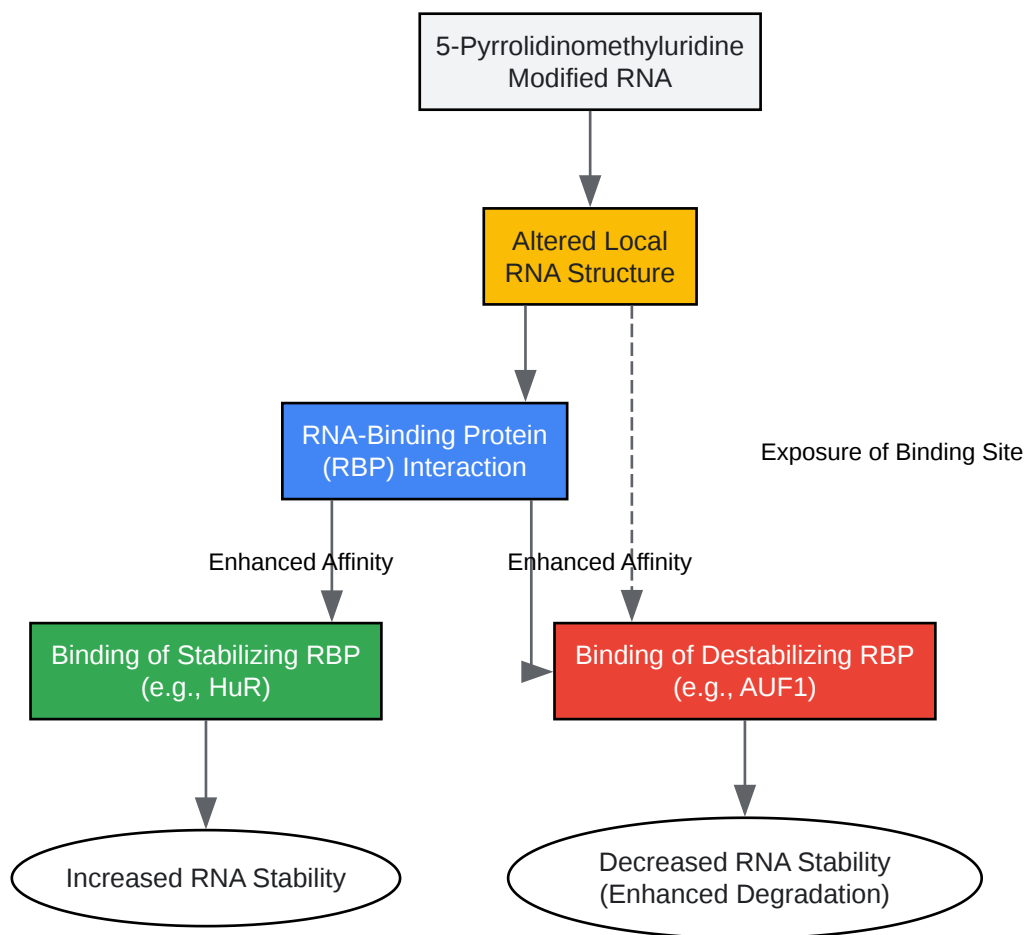 5-Pyrrolidinomethyluridine
Modified RNA
Altered Local
RNA Structure
RNA-Binding Protein
(RBP) Interaction
Exposure of Binding Site
Enhanced Affinity
Enhanced Affinity
Binding of Stabilizing RBP
(e.g., HuR)
Binding of Destabilizing RBP
(e.g., AUF1)
Increased RNA Stability
Decreased RNA Stability
(Enhanced Degradation)